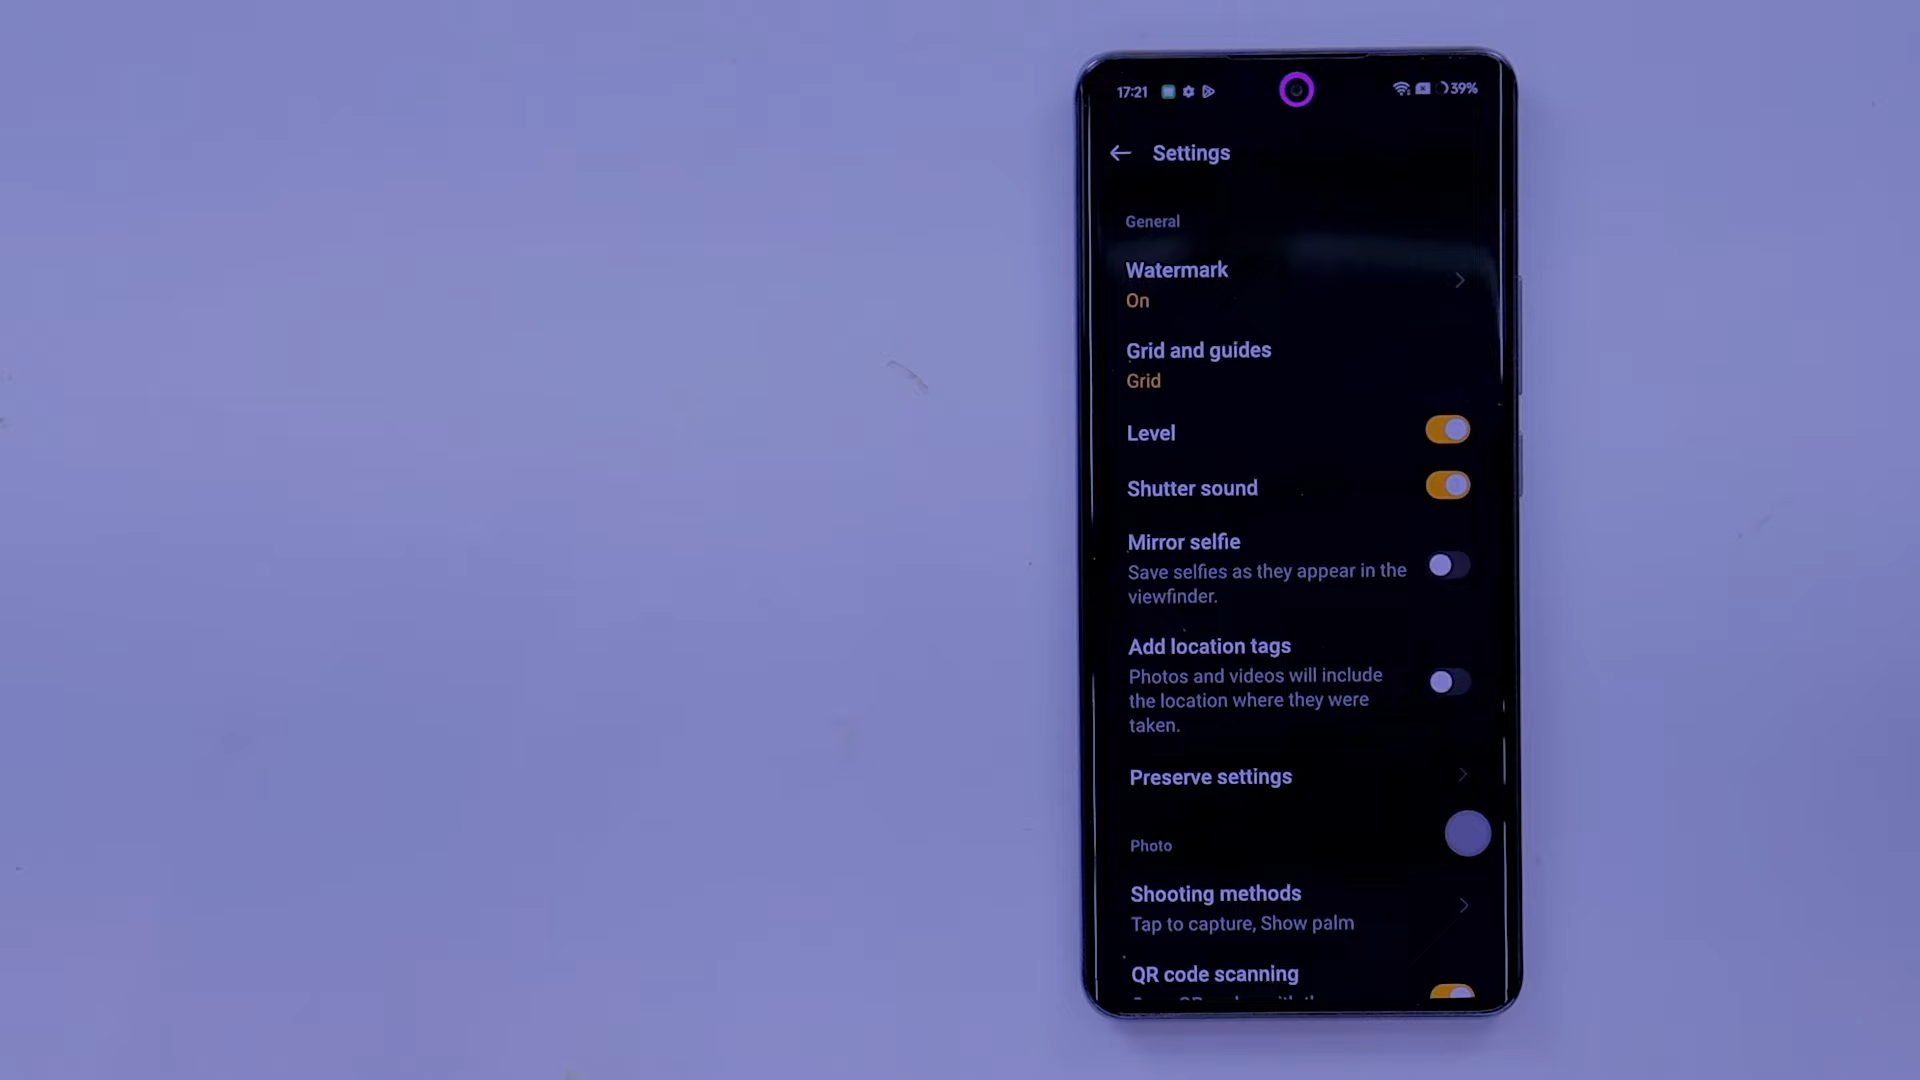 17:21 39%
Settings
General
Watermark
On
Grid and guides
Grid
Level
Shutter sound
Mirror selfie
Save selfies as they appear in the
viewfinder.
Add location tags
Photos and videos will include
the location where they were
taken.
Preserve settings
Photo
Shooting methods
Tap to capture, Show palm
QR code scanning